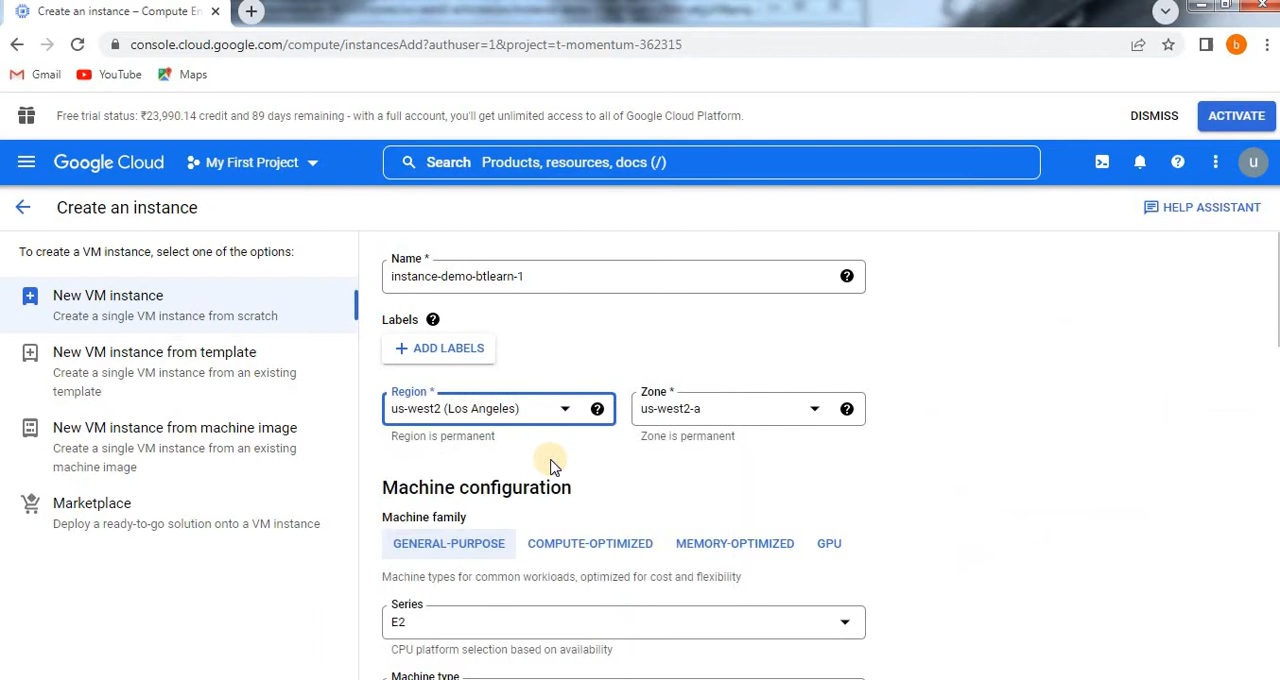 Create an instance – Compute En
console.cloud.google.com/compute/instancesAdd?authuser=1&project=t-momentum-362315
b
Gmail
YouTube
Maps
Free trial status: ₹23,990.14 credit and 89 days remaining - with a full account, you'll get unlimited access to all of Google Cloud Platform.
DISMISS
ACTIVATE
Google Cloud
My First Project
Search Products, resources, docs (/)
u
Create an instance
HELP ASSISTANT
To create a VM instance, select one of the options:
New VM instance
Create a single VM instance from scratch
New VM instance from template
Create a single VM instance from an existing
template
New VM instance from machine image
Create a single VM instance from an existing
machine image
Marketplace
Deploy a ready-to-go solution onto a VM instance
Name *
instance-demo-btlearn-1
Labels
+ ADD LABELS
Region *
us-west2 (Los Angeles)
Region is permanent
Zone *
us-west2-a
Zone is permanent
Machine configuration
Machine family
GENERAL-PURPOSE
COMPUTE-OPTIMIZED
MEMORY-OPTIMIZED
GPU
Machine types for common workloads, optimized for cost and flexibility
Series
E2
CPU platform selection based on availability
Machine type